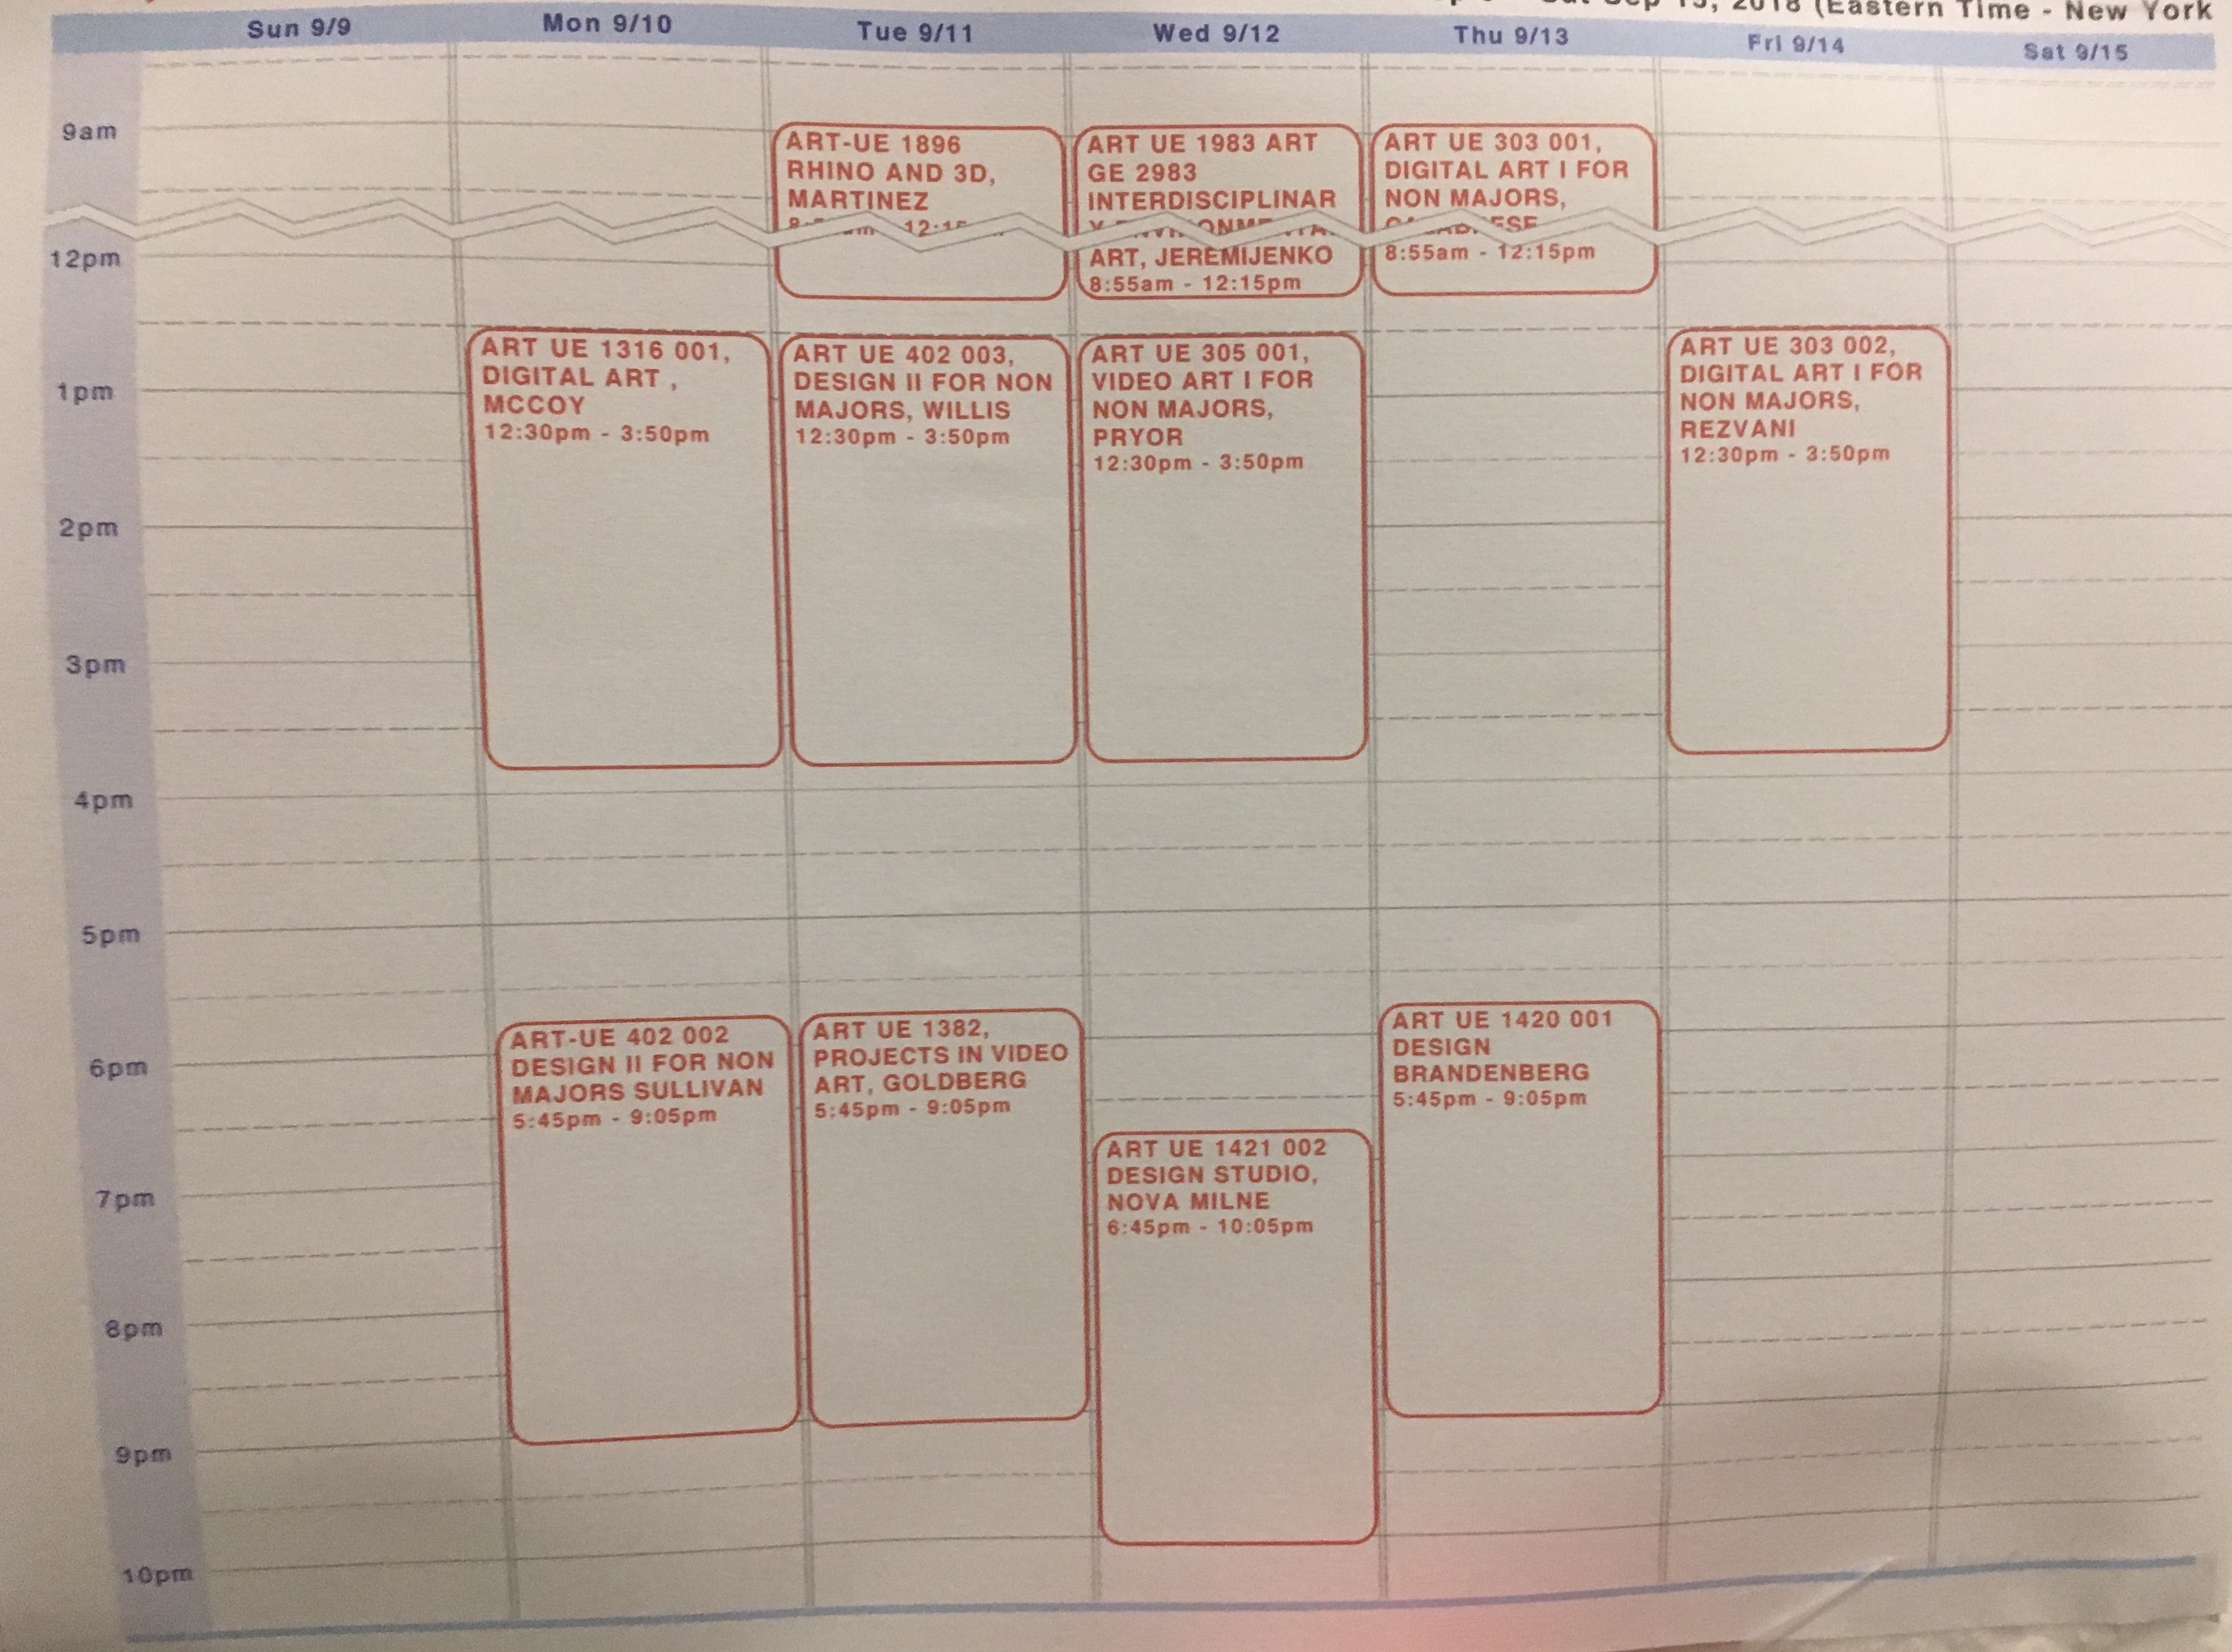 Sat Sep 15, 2018 (Eastern Time - New York
Sun 9/9
Mon 9/10
Tue 9/11
Wed 9/12
Thu 9/13
Fri 9/14
Sat 9/15
9am
12pm
1pm
2pm
3pm
4pm
5pm
6pm
7pm
8pm
9pm
10pm
ART UE 1316 001,
DIGITAL ART ,
MCCOY
12:30pm - 3:50pm
ART-UE 402 002
DESIGN II FOR NON
MAJORS SULLIVAN
5:45pm - 9:05pm
ART-UE 1896
RHINO AND 3D,
MARTINEZ
ART UE 402 003,
DESIGN II FOR NON
MAJORS, WILLIS
12:30pm - 3:50pm
ART UE 1382,
PROJECTS IN VIDEO
ART, GOLDBERG
5:45pm - 9:05pm
ART UE 1983 ART
GE 2983
INTERDISCIPLINAR
ART, JEREMIJENKO
8:55am - 12:15pm
ART UE 305 001,
VIDEO ART I FOR
NON MAJORS,
PRYOR
12:30pm - 3:50pm
ART UE 1421 002
DESIGN STUDIO,
NOVA MILNE
6:45pm - 10:05pm
ART UE 303 001,
DIGITAL ART I FOR
NON MAJORS,
8:55am - 12:15pm
ART UE 1420 001
DESIGN
BRANDENBERG
5:45pm - 9:05pm
ART UE 303 002,
DIGITAL ART I FOR
NON MAJORS,
REZVANI
12:30pm - 3:50pm